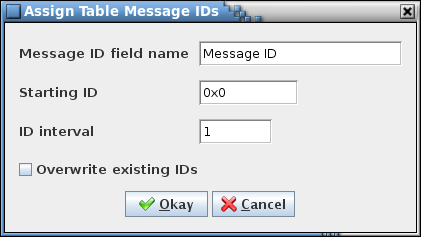 Assign Table Message IDs
Message ID field name Message ID
Starting ID 0x0
ID interval 1
Overwrite existing IDs
Okay Cancel